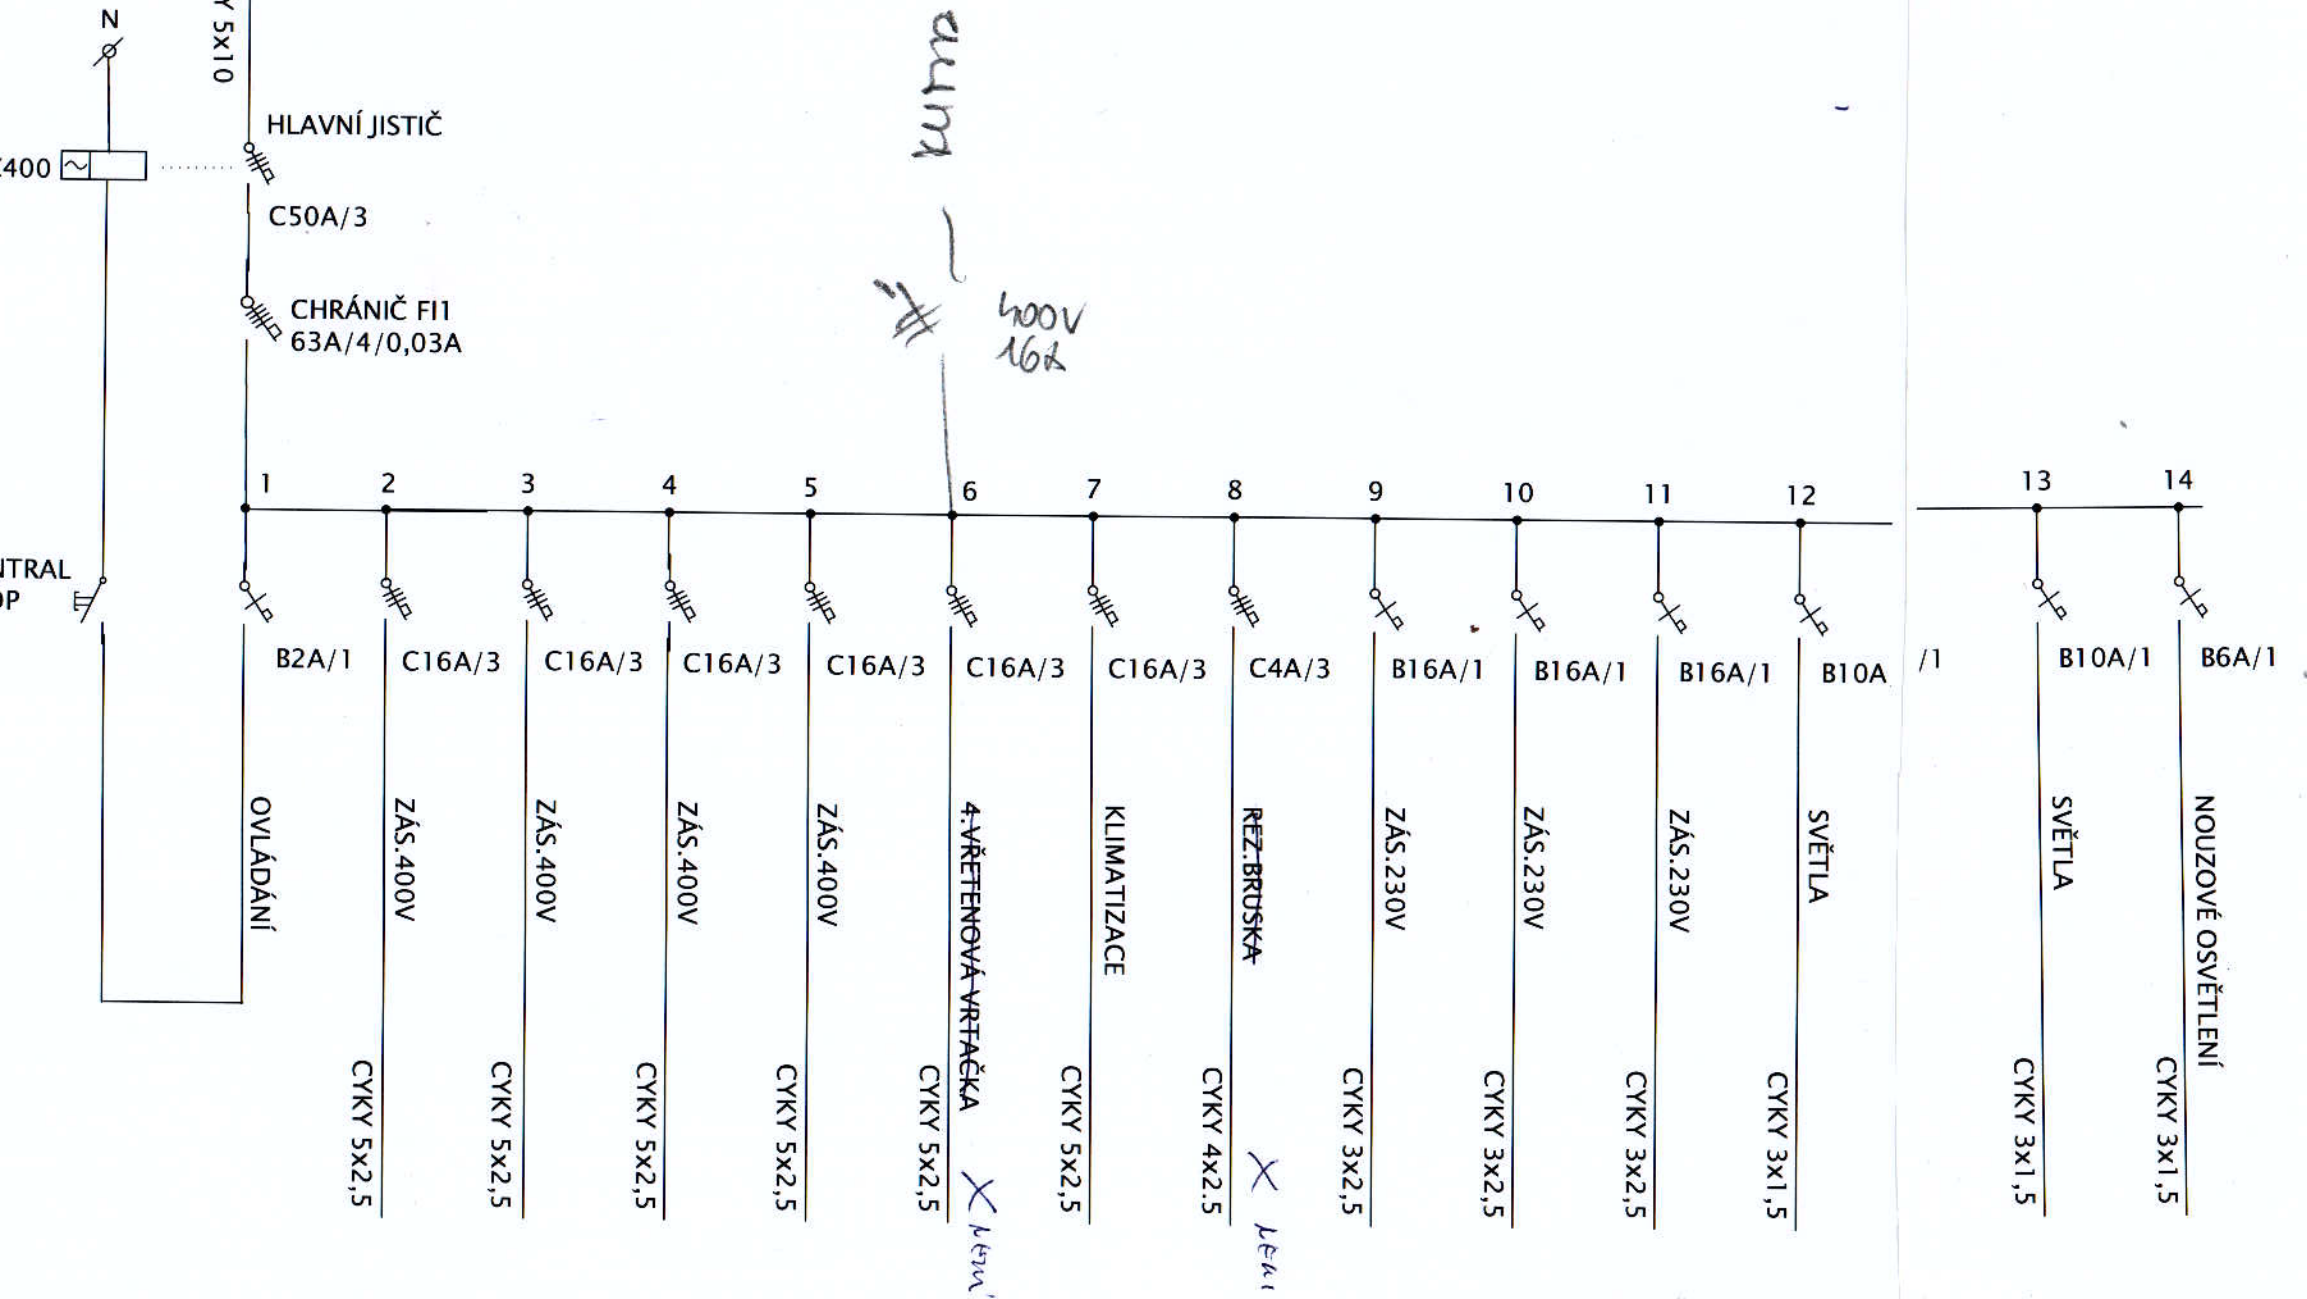 N
Y 5x10
HLAVNÍ JISTIČ
400
C50A/3
CHRÁNIČ FI1
63A/4/0,03A
400V
16A
1 2 3 4 5 6 7 8 9 10 11 12 13 14
NTRAL
OP
B2A/1 C16A/3 C16A/3 C16A/3 C16A/3 C16A/3 C16A/3 C4A/3 B16A/1 B16A/1 B16A/1 B10A /1 B10A/1 B6A/1
OVLÁDÁNÍ
ZÁS.400V
CYKY 5x2,5
ZÁS.400V
CYKY 5x2,5
ZÁS.400V
CYKY 5x2,5
ZÁS.400V
CYKY 5x2,5
4.VŘETENOVÁ VRTAČKA
CYKY 5x2,5
X není
KLIMATIZACE
CYKY 5x2,5
REZ.BRUSKA
CYKY 4x2.5
X
ZÁS.230V
CYKY 3x2,5
ZÁS.230V
CYKY 3x2,5
ZÁS.230V
CYKY 3x2,5
SVĚTLA
CYKY 3x1,5
SVĚTLA
CYKY 3x1,5
NOUZOVÉ OSVĚTLENÍ
CYKY 3x1,5